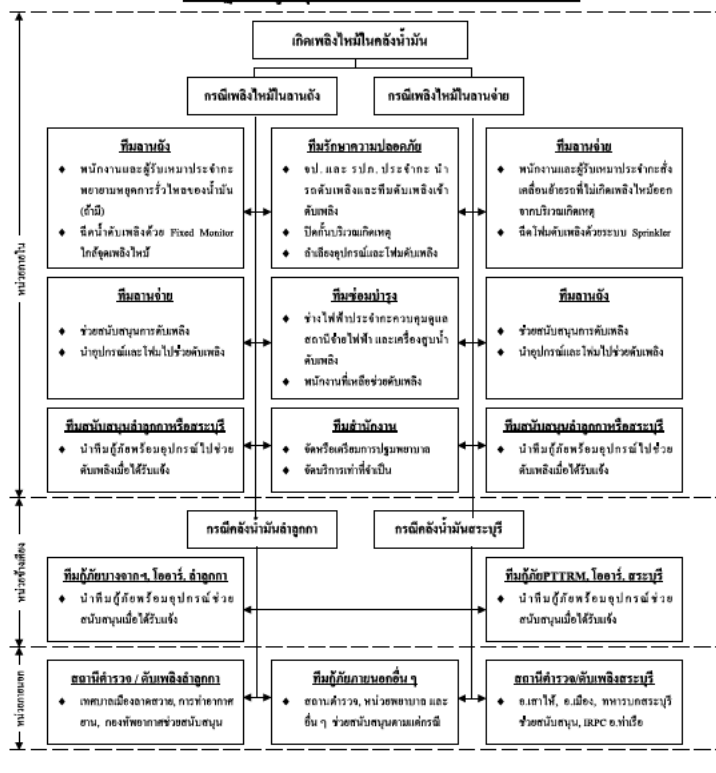 เกิดเพลิงไหม้ในคลังน้ำมัน
กรณีเพลิงไหม้ในลานถัง
กรณีเพลิงไหม้ในลานจ่าย
ทีมลานถัง
♦ พนักงานและผู้รับเหมาประจำกะ
พยายามหยุดการรั่วไหลของน้ำมัน
(ถ้ามี)
♦ ฉีดน้ำดับเพลิงด้วย Fixed Monitor
ใกล้จุดเพลิงไหม้
ทีมรักษาความปลอดภัย
♦ จป. และ รปภ. ประจำกะ นำ
รถดับเพลิงและทีมดับเพลิงเข้า
ดับเพลิง
♦ ปิดกั้นบริเวณเกิดเหตุ
♦ ลำเลียงอุปกรณ์และโฟมดับเพลิง
ทีมลานจ่าย
♦ พนักงานและผู้รับเหมาประจำกะสั่ง
เคลื่อนย้ายรถที่ไม่เกิดเพลิงไหม้ออก
จากบริเวณเกิดเหตุ
♦ ฉีดโฟมดับเพลิงด้วยระบบ Sprinkler
หน่วยภายใน
ทีมลานจ่าย
♦ ช่วยสนับสนุนการดับเพลิง
♦ นำอุปกรณ์และโฟมไปช่วยดับเพลิง
ทีมซ่อมบำรุง
♦ ช่างไฟฟ้าประจำกะควบคุมดูแล
สถานีจ่ายไฟฟ้า และเครื่องสูบน้ำ
ดับเพลิง
♦ พนักงานที่เหลือช่วยดับเพลิง
ทีมลานถัง
♦ ช่วยสนับสนุนการดับเพลิง
♦ นำอุปกรณ์และโฟมไปช่วยดับเพลิง
ทีมสนับสนุนลำลูกกาหรือสระบุรี
♦ นำทีมกู้ภัยพร้อมอุปกรณ์ไปช่วย
ดับเพลิงเมื่อได้รับแจ้ง
ทีมสำนักงาน
♦ จัดหรือเตรียมการปฐมพยาบาล
♦ จัดบริการเท่าที่จำเป็น
ทีมสนับสนุนลำลูกกาหรือสระบุรี
♦ นำทีมกู้ภัยพร้อมอุปกรณ์ไปช่วย
ดับเพลิงเมื่อได้รับแจ้ง
กรณีคลังน้ำมันลำลูกกา
กรณีคลังน้ำมันสระบุรี
หน่วยข้างเคียง
ทีมกู้ภัยบางจากฯ, โออาร์, ลำลูกกา
♦ นำทีมกู้ภัยพร้อมอุปกรณ์ช่วย
สนับสนุนเมื่อได้รับแจ้ง
ทีมกู้ภัยPTTRM, โออาร์, สระบุรี
♦ นำทีมกู้ภัยพร้อมอุปกรณ์ช่วย
สนับสนุนเมื่อได้รับแจ้ง
หน่วยภายนอก
สถานีตำรวจ / ดับเพลิงลำลูกกา
♦ เทศบาลเมืองลาดสวาย, การท่าอากาศ
ยาน, กองทัพอากาศช่วยสนับสนุน
ทีมกู้ภัยภายนอกอื่น ๆ
♦ สถานตำรวจ, หน่วยพยาบาล และ
อื่น ๆ ช่วยสนับสนุนตามแต่กรณี
สถานีตำรวจ/ดับเพลิงสระบุรี
♦ อ.เสาไห้, อ.เมือง, ทหารบกสระบุรี
ช่วยสนับสนุน, IRPC อ.ท่าเรือ